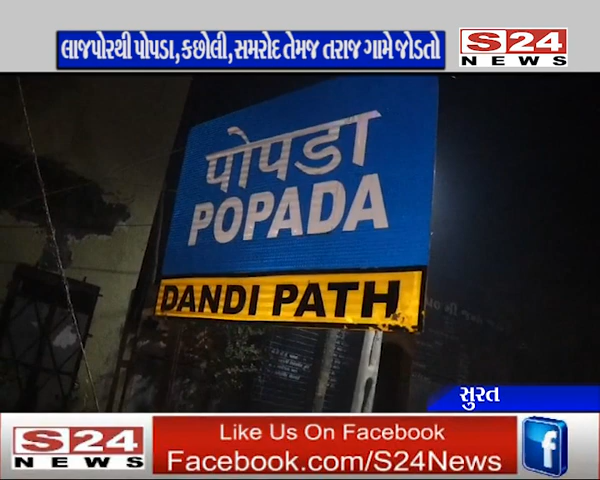 લાજપોરથી પોપડા, કછોલી, સમરોદ તેમજ તરાજ ગામે જોડતો
S24
NEWS
पोपडा
POPADA
DANDI PATH
સુરત
S24
NEWS
Like Us On Facebook
Facebook.com/S24News
f